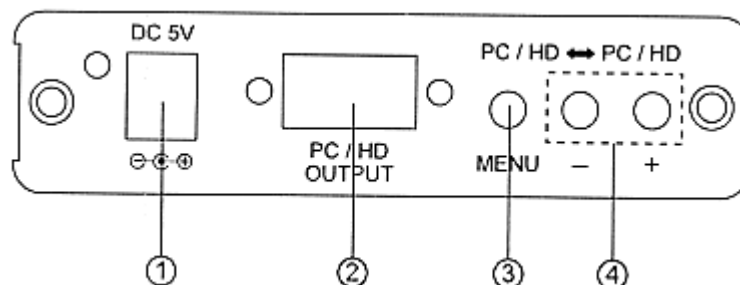 DC 5V
PC / HD ⬌ PC / HD
PC / HD
OUTPUT
MENU
− +
① ② ③ ④